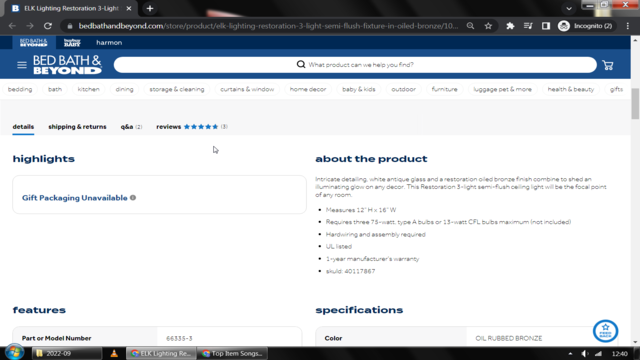 ELK Lighting Restoration 3-Light
Incognito (2)
bedbathandbeyond.com/store/product/elk-lighting-restoration-3-light-semi-flush-fixture-in-oiled-bronze/10...
BED BATH & BEYOND
buybuy BABY
harmon
BED BATH &
BEYOND
What product can we help you find?
bedding bath kitchen dining storage & cleaning curtains & window home decor baby & kids outdoor furniture luggage pet & more health & beauty gifts
details shipping & returns q&a (2) reviews (3)
highlights
Gift Packaging Unavailable
about the product
Intricate detailing, white antique glass and a restoration oiled bronze finish combine to shed an
illuminating glow on any decor. This Restoration 3-light semi-flush ceiling light will be the focal point
of any room.
Measures 12" H x 16" W
Requires three 75-watt, type A bulbs or 13-watt CFL bulbs maximum (not included)
Hardwiring and assembly required
UL listed
1-year manufacturer's warranty
skuId: 40117867
features
Part or Model Number 66335-3
specifications
Color OIL RUBBED BRONZE
FREE
2022-09
ELK Lighting Re...
Top Item Songs...
12:40